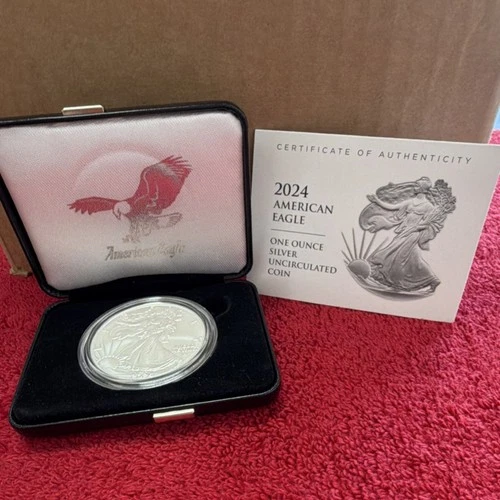 American Eagle
CERTIFICATE OF AUTHENTICITY
2024
AMERICAN
EAGLE
ONE OUNCE
SILVER
UNCIRCULATED
COIN